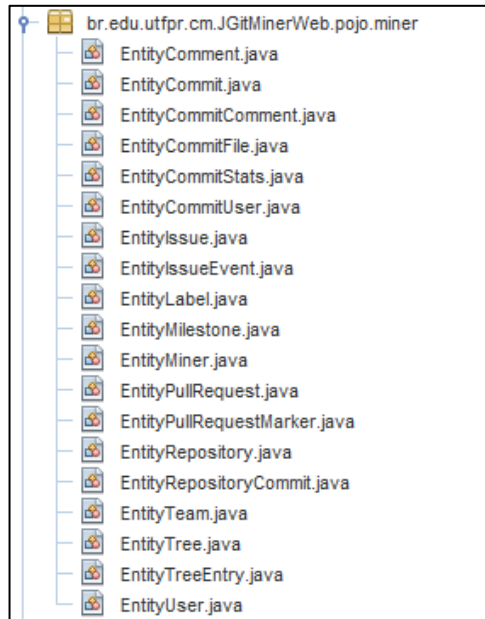 br.edu.utfpr.cm.JGitMinerWeb.pojo.miner
EntityComment.java
EntityCommit.java
EntityCommitComment.java
EntityCommitFile.java
EntityCommitStats.java
EntityCommitUser.java
EntityIssue.java
EntityIssueEvent.java
EntityLabel.java
EntityMilestone.java
EntityMiner.java
EntityPullRequest.java
EntityPullRequestMarker.java
EntityRepository.java
EntityRepositoryCommit.java
EntityTeam.java
EntityTree.java
EntityTreeEntry.java
EntityUser.java